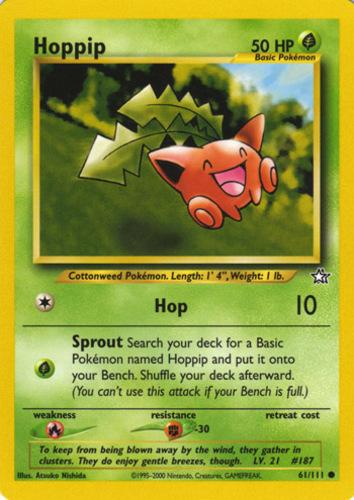 Hoppip
50 HP
Basic Pokémon
Cottonweed Pokémon. Length: 1' 4", Weight: 1 lb.
Hop 10
Sprout Search your deck for a Basic
Pokémon named Hoppip and put it onto
your Bench. Shuffle your deck afterward.
(You can't use this attack if your Bench is full.)
weakness resistance retreat cost
-30
To keep from being blown away by the wind, they gather in
clusters. They do enjoy gentle breezes, though. LV. 21 #187
Illus. Atsuko Nishida ©1995-2000 Nintendo, Creatures, GAMEFREAK. 61/111